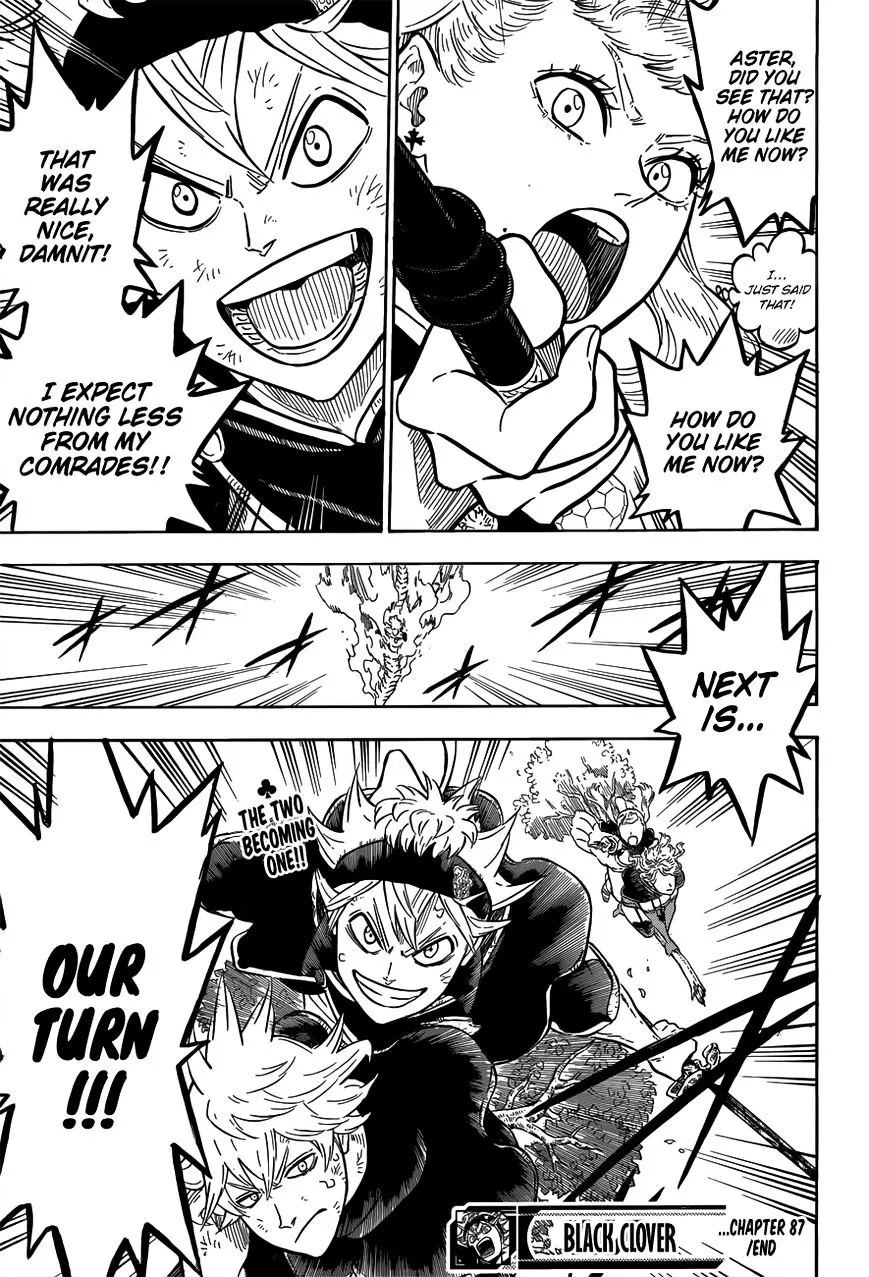 ASTER,
DID YOU
SEE THAT?
HOW DO
YOU LIKE
ME NOW?
I...
JUST SAID
THAT!
HOW DO
YOU LIKE
ME NOW?
THAT
WAS
REALLY
NICE,
DAMNIT!
I EXPECT
NOTHING LESS
FROM MY
COMRADES!!
NEXT
IS...
THE TWO
BECOMING
ONE!!
OUR
TURN
!!!
BLACK CLOVER
...CHAPTER 87
/END